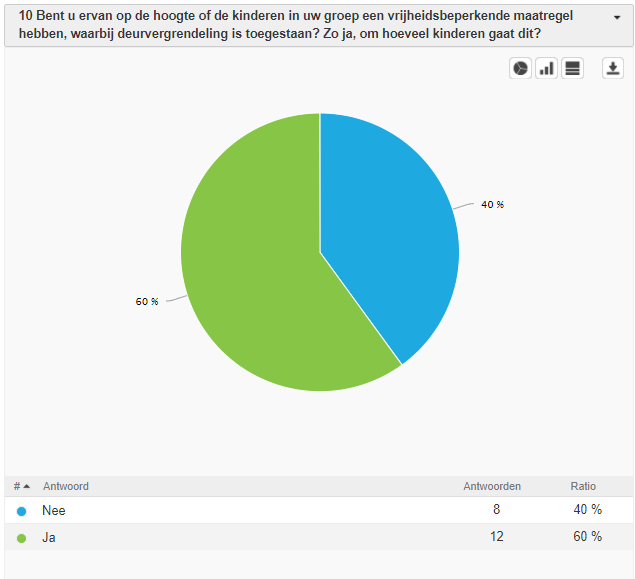 10 Bent u ervan op de hoogte of de kinderen in uw groep een vrijheidsbeperkende maatregel
hebben, waarbij deurvergrendeling is toegestaan? Zo ja, om hoeveel kinderen gaat dit?
40 %
60 %
# Antwoord Antwoorden Ratio
Nee 8 40 %
Ja 12 60 %